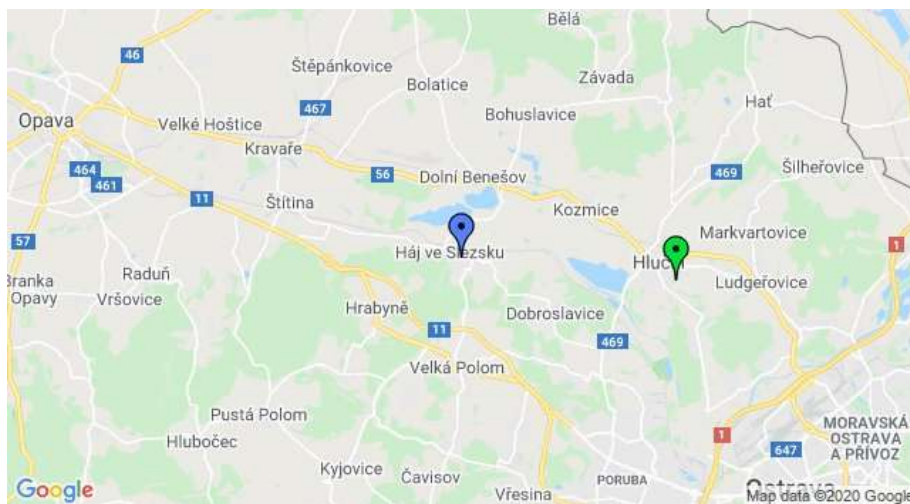 Bělá
46
Štěpánkovice
Závada
Bolatice
467
Hať
Opava
Velké Hoštice
Bohuslavice
Kravaře
464
461
56
Dolní Benešov
469
Šilheřovice
11
Štítina
Kozmice
57
Háj ve Slezsku
Markvartovice
1
Branka
u Opavy
Raduň
Vršovice
Ludgeřovice
Hrabyně
11
Dobroslavice
469
Velká Polom
Pustá Polom
Hlubočec
1
647
MORAVSKÁ
OSTRAVA
A PŘÍVOZ
Kyjovice
Čavisov
PORUBA
Vřesina
Ostrava
Google
Map data ©2020 Google